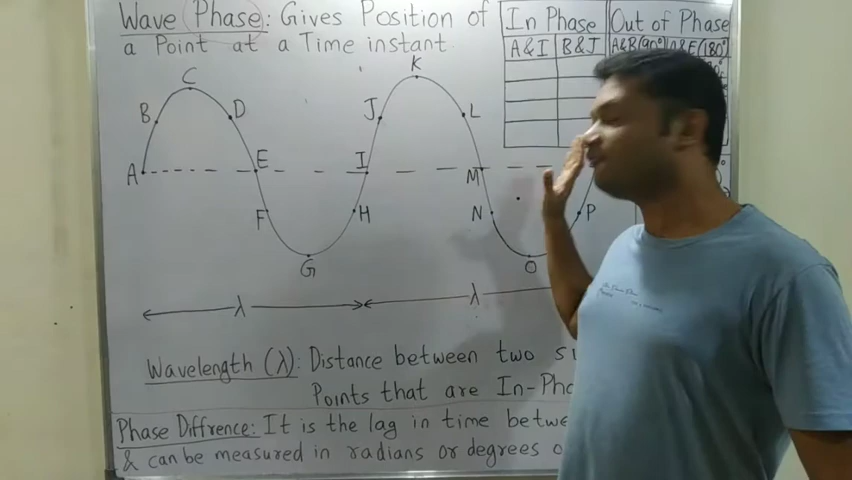 Wave Phase: Gives Position of
a Point at a Time instant
In Phase
Out of Phase
A&I
B&J
A&B(90°)
A&E(180°)
A
B
C
D
E
F
G
H
I
J
K
L
M
N
O
P
λ
λ
Wavelength (λ): Distance between two
Points that are In-
Phase Diffrence: It is the lag in time
& can be measured in radians or degrees